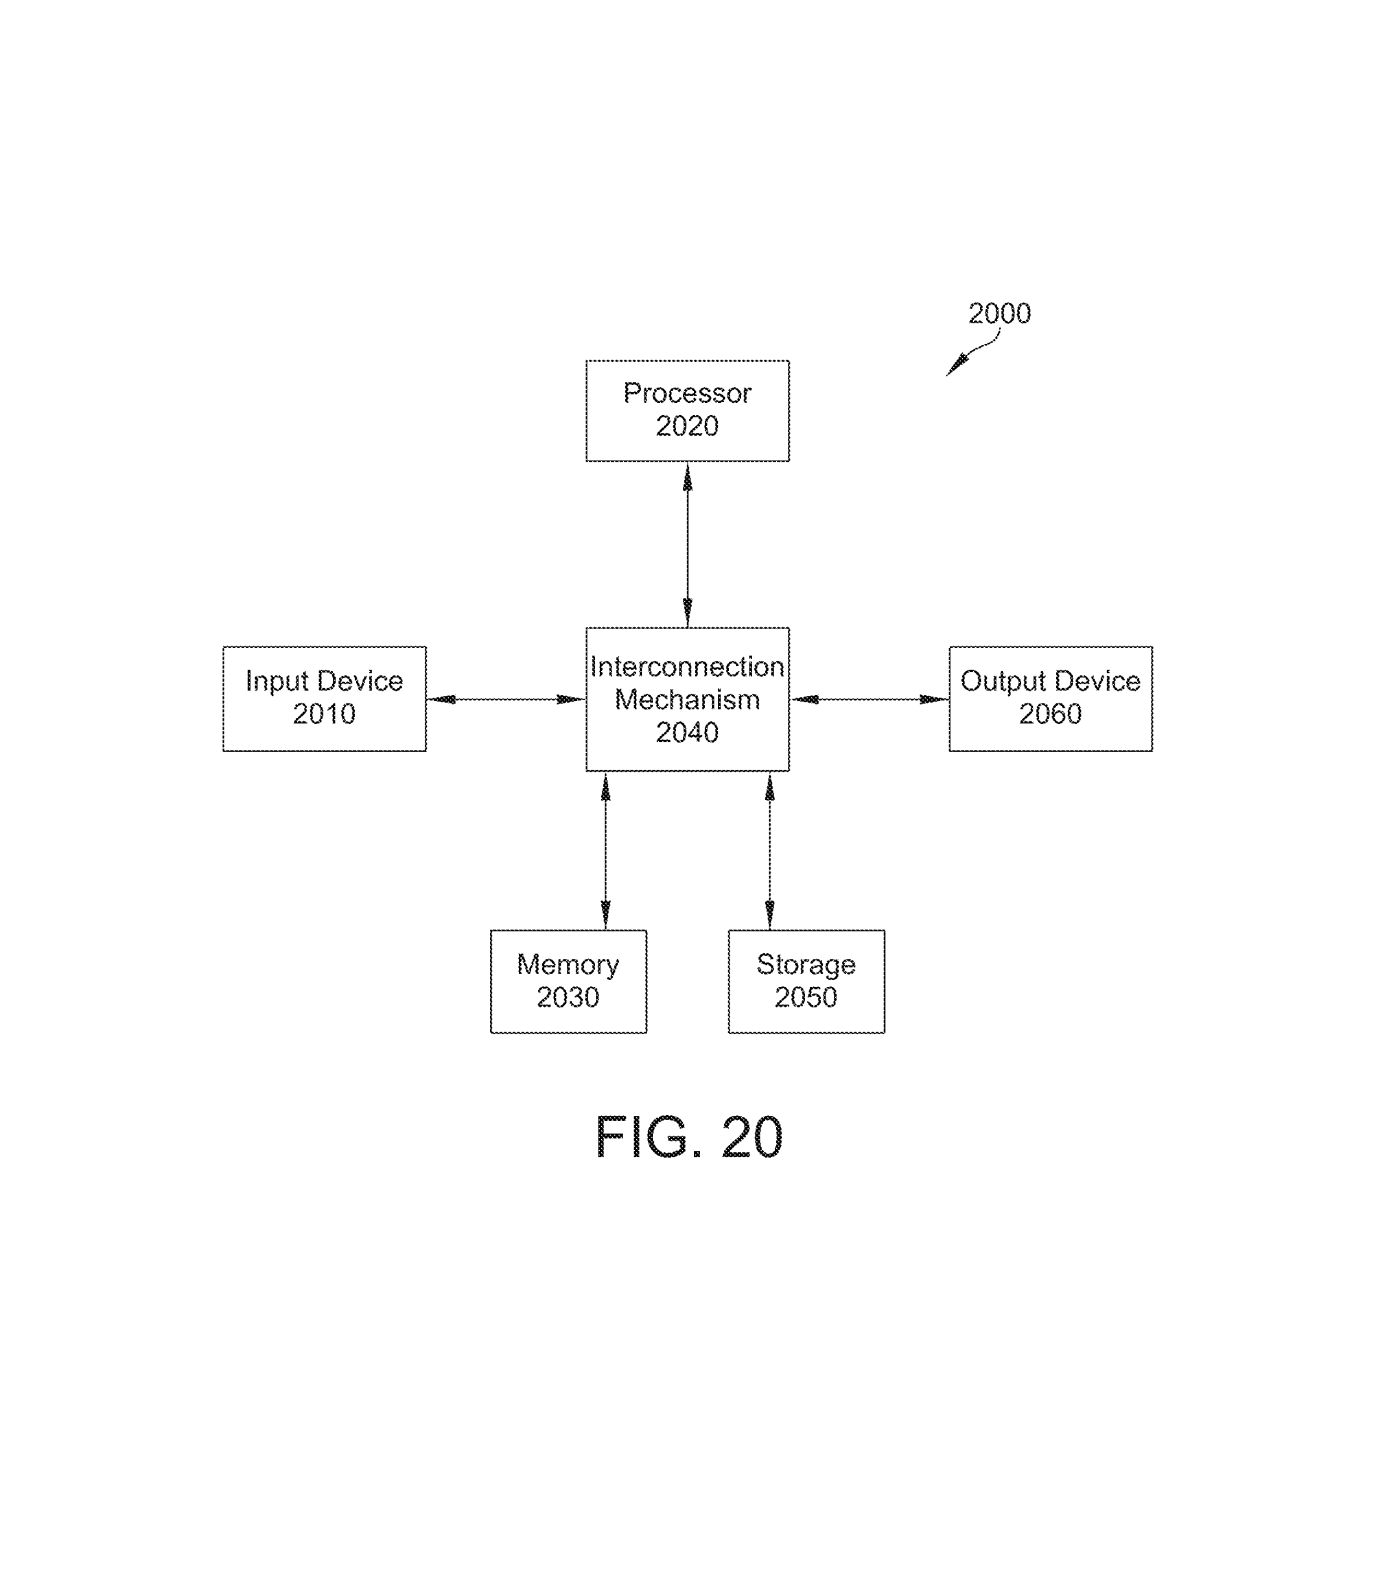 2000
Processor
2020
Input Device
2010
Interconnection
Mechanism
2040
Output Device
2060
Memory
2030
Storage
2050
FIG. 20